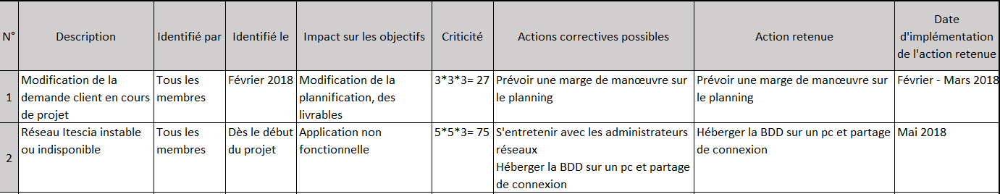 N°
Description
Identifié par
Identifié le
Impact sur les objectifs
Criticité
Actions correctives possibles
Action retenue
Date
d'implémentation
de l'action retenue
1
Modification de la
demande client en cours
de projet
Tous les
membres
Février 2018
Modification de la
plannification, des
livrables
3*3*3= 27
Prévoir une marge de manœuvre sur
le planning
Prévoir une marge de manœuvre sur
le planning
Février - Mars 2018
2
Réseau Itescia instable
ou indisponible
Tous les
membres
Dès le début
du projet
Application non
fonctionnelle
5*5*3= 75
S'entretenir avec les administrateurs
réseaux
Héberger la BDD sur un pc et partage
de connexion
Héberger la BDD sur un pc et partage
de connexion
Mai 2018